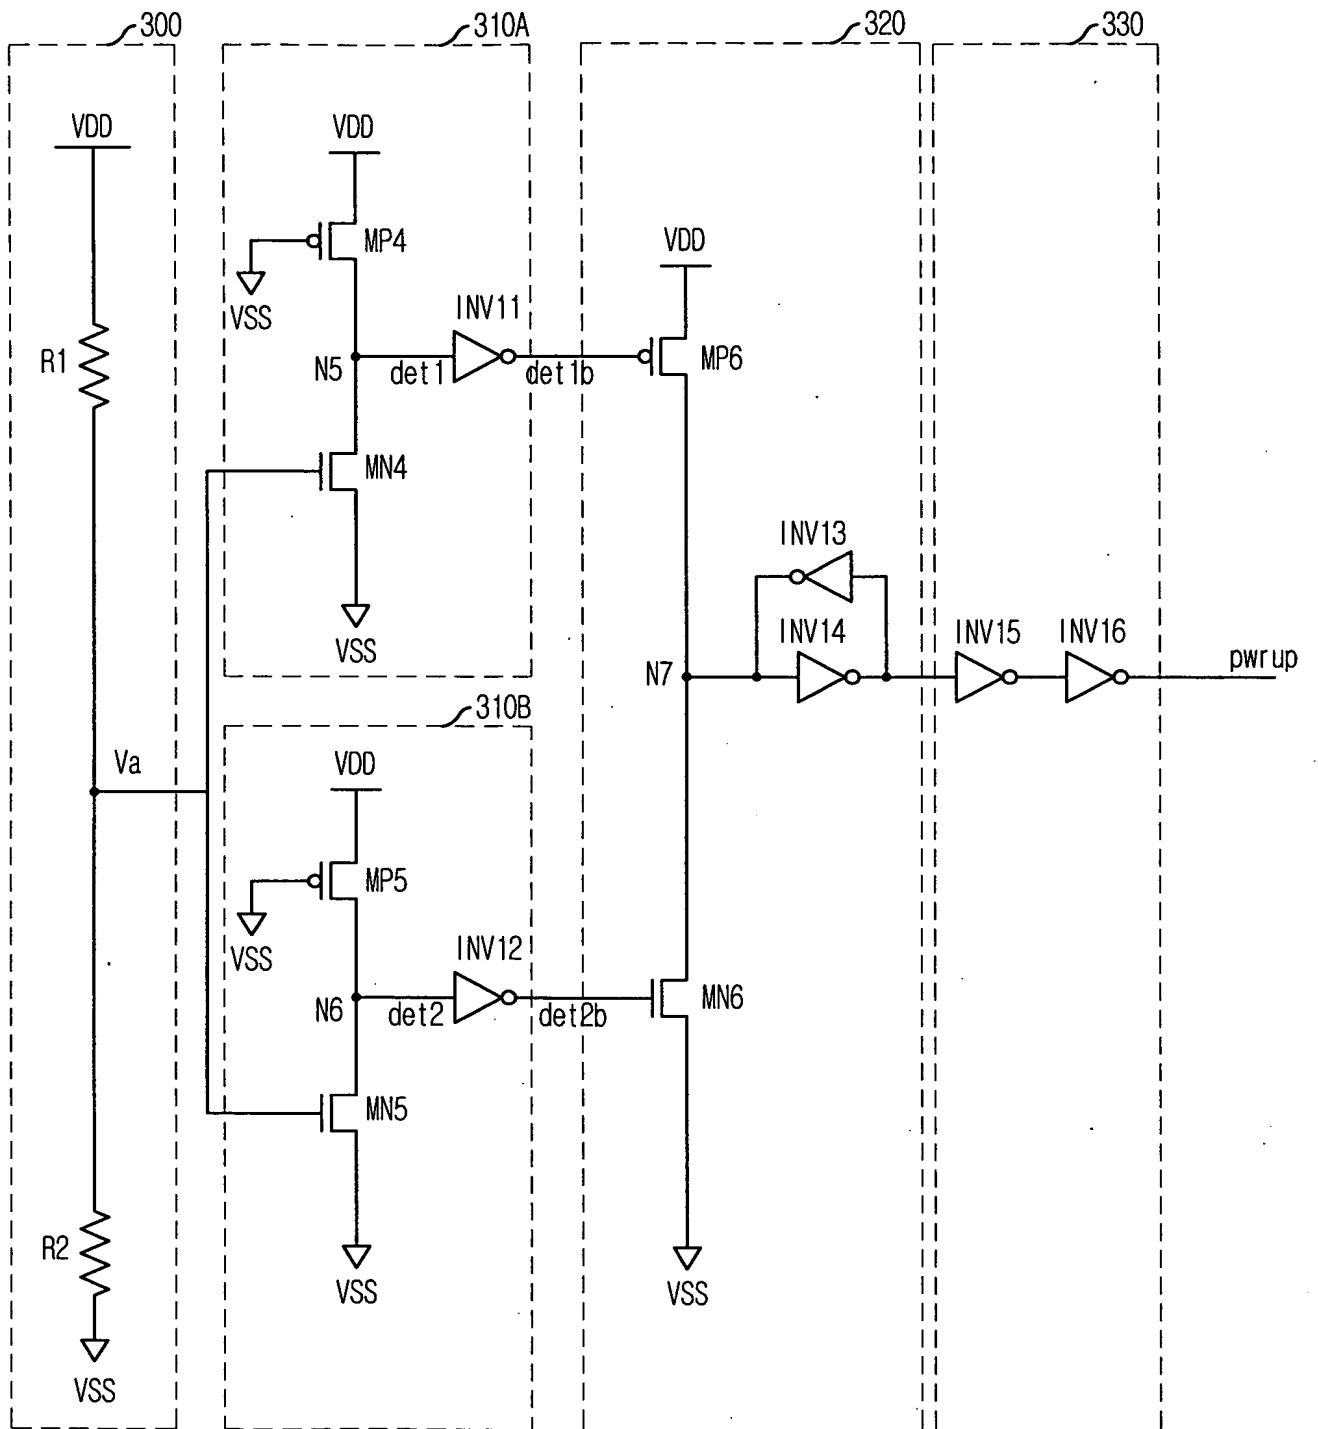 300
310A
320
330
VDD
VDD
MP4
VSS
VDD
INV11
R1
N5
det1
det1b
MP6
MN4
INV13
INV14
INV15
INV16
VSS
N7
pwrup
310B
Va
VDD
MP5
VSS
INV12
N6
det2
det2b
MN6
MN5
R2
VSS
VSS
VSS